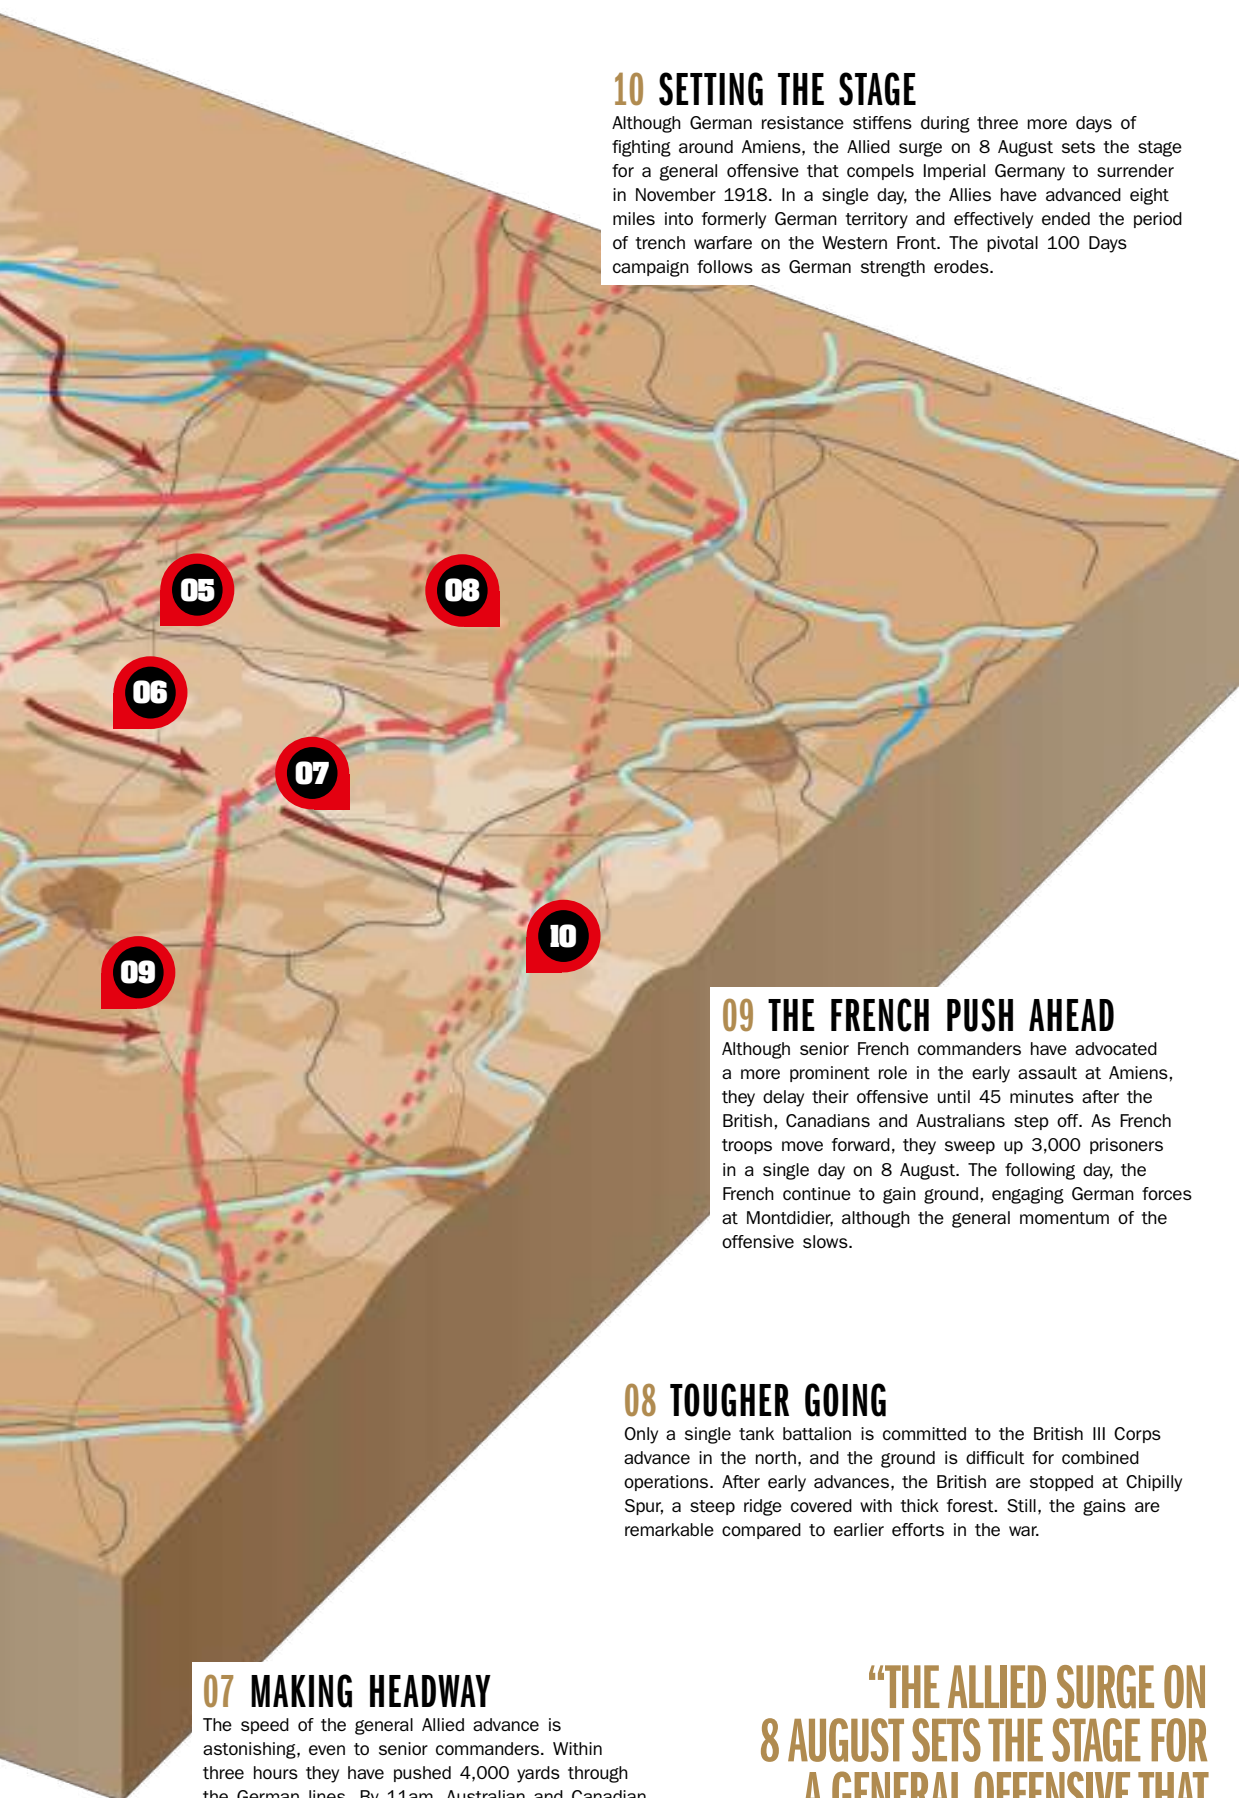 10 SETTING THE STAGE
Although German resistance stiffens during three more days of
fighting around Amiens, the Allied surge on 8 August sets the stage
for a general offensive that compels Imperial Germany to surrender
in November 1918. In a single day, the Allies have advanced eight
miles into formerly German territory and effectively ended the period
of trench warfare on the Western Front. The pivotal 100 Days
campaign follows as German strength erodes.
05
08
06
07
10
09
09 THE FRENCH PUSH AHEAD
Although senior French commanders have advocated
a more prominent role in the early assault at Amiens,
they delay their offensive until 45 minutes after the
British, Canadians and Australians step off. As French
troops move forward, they sweep up 3,000 prisoners
in a single day on 8 August. The following day, the
French continue to gain ground, engaging German forces
at Montdidier, although the general momentum of the
offensive slows.
08 TOUGHER GOING
Only a single tank battalion is committed to the British III Corps
advance in the north, and the ground is difficult for combined
operations. After early advances, the British are stopped at Chipilly
Spur, a steep ridge covered with thick forest. Still, the gains are
remarkable compared to earlier efforts in the war.
07 MAKING HEADWAY
The speed of the general Allied advance is
astonishing, even to senior commanders. Within
three hours they have pushed 4,000 yards through
the German lines. By 11am, Australian and Canadian
“THE ALLIED SURGE ON
8 AUGUST SETS THE STAGE FOR
A GENERAL OFFENSIVE THAT